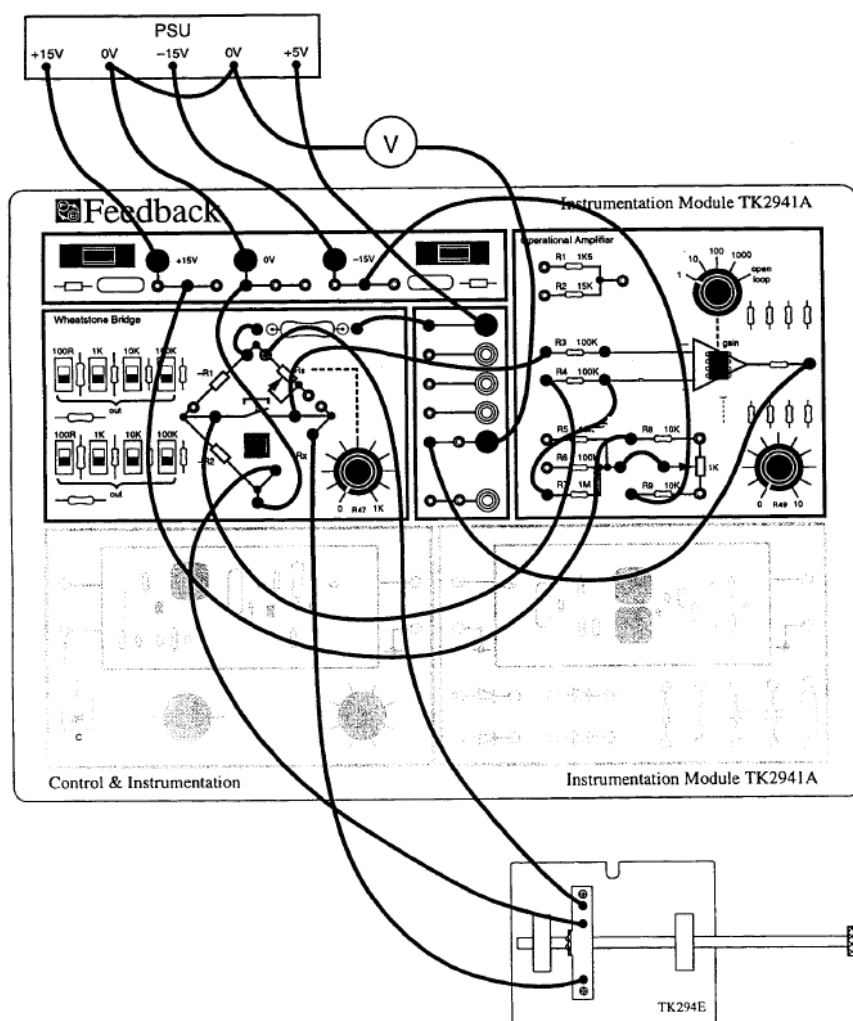 PSU
+15V 0V -15V 0V +5V
V
Feedback
Instrumentation Module TK2941A
+15V 0V -15V
Operational Amplifier
R1 1K5
R2 15K
1 10 100 1000 open loop
gain
Wheatstone Bridge
100R 1K 10K
out
R1
R3 100K
R4 100K
100R 1K 10K 100K
out
R2
Rx
0 R47 1K
R5
R6 100K
R7 1M
R8 10K
R9 10K
1K
0 R49 10
C
Control & Instrumentation
Instrumentation Module TK2941A
TK294E